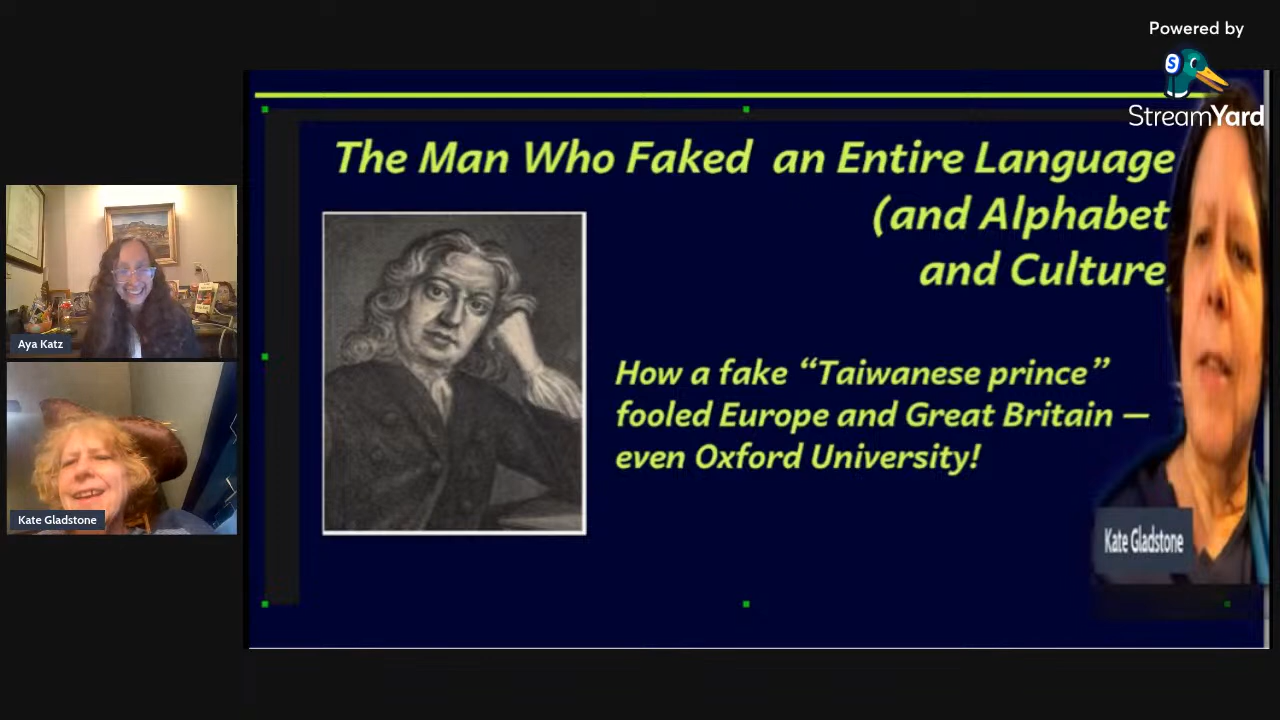 Powered by
StreamYard
The Man Who Faked an Entire Language
(and Alphabet
and Culture
How a fake “Taiwanese prince”
fooled Europe and Great Britain —
even Oxford University!
Aya Katz
Kate Gladstone
Kate Gladstone